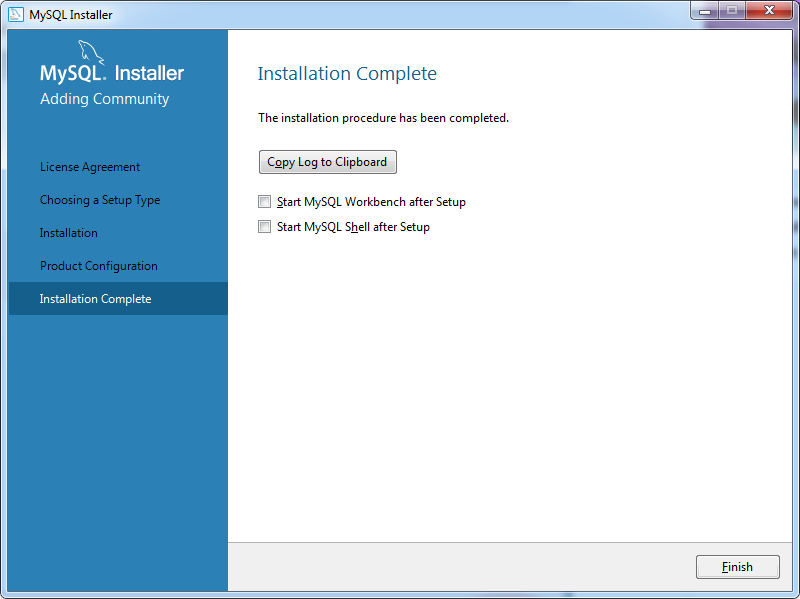 MySQL Installer
MySQL. Installer
Adding Community
License Agreement
Choosing a Setup Type
Installation
Product Configuration
Installation Complete
Installation Complete
The installation procedure has been completed.
Copy Log to Clipboard
Start MySQL Workbench after Setup
Start MySQL Shell after Setup
Finish